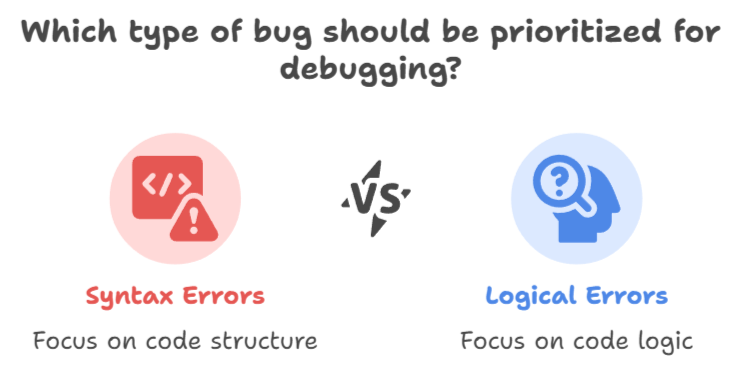 Which type of bug should be prioritized for
debugging?
</>
!
VS
?
Syntax Errors
Logical Errors
Focus on code structure
Focus on code logic